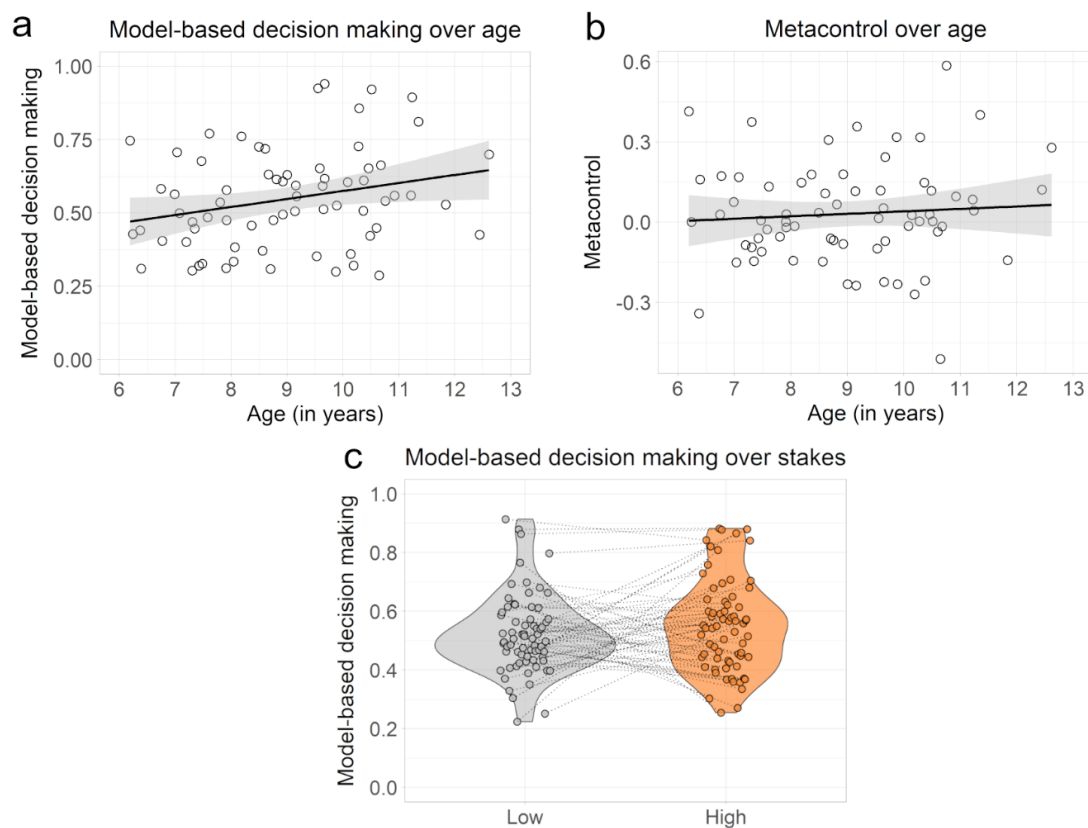 a
Model-based decision making over age
Model-based decision making
1.00
0.75
0.50
0.25
0.00
6 7 8 9 10 11 12 13
Age (in years)
b
Metacontrol over age
Metacontrol
0.6
0.3
0.0
-0.3
6 7 8 9 10 11 12 13
Age (in years)
c
Model-based decision making over stakes
Model-based decision making
1.0
0.8
0.6
0.4
0.2
0.0
Low High